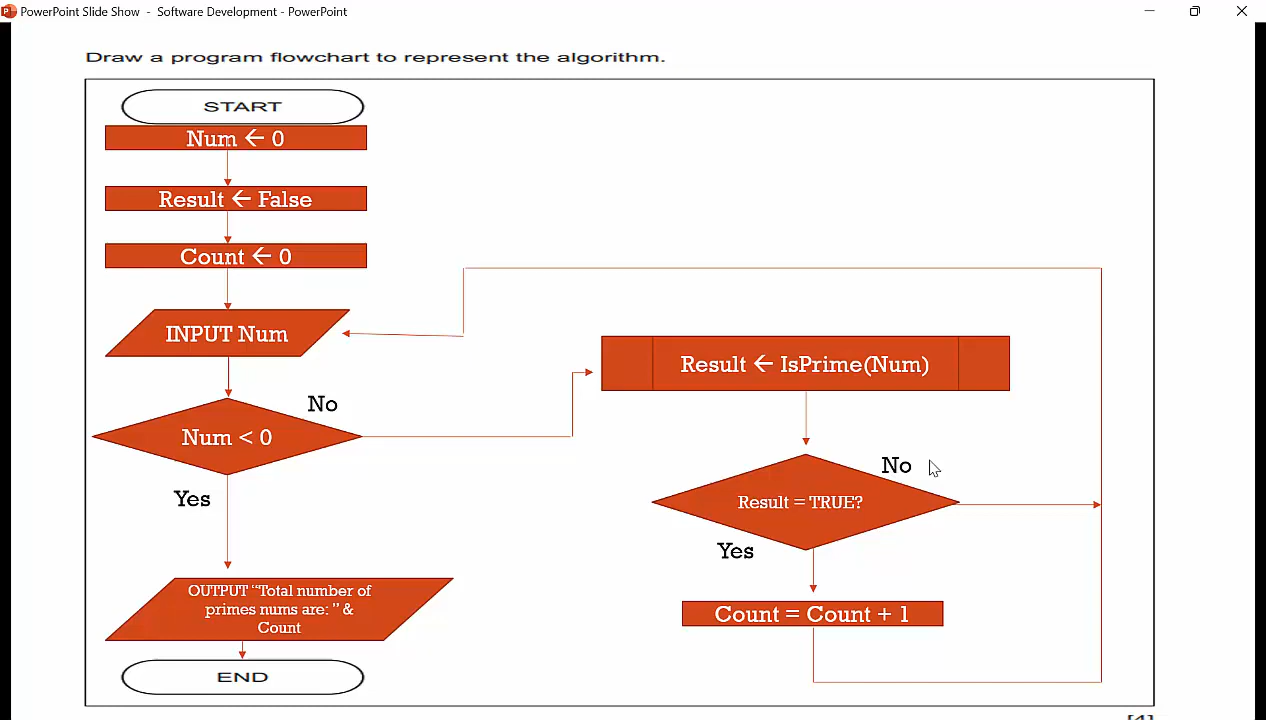 PowerPoint Slide Show - Software Development - PowerPoint
Draw a program flowchart to represent the algorithm.
START
Num ← 0
Result ← False
Count ← 0
INPUT Num
Num < 0
No
Yes
OUTPUT “Total number of
primes nums are: ” &
Count
END
Result ← IsPrime(Num)
Result = TRUE?
No
Yes
Count = Count + 1